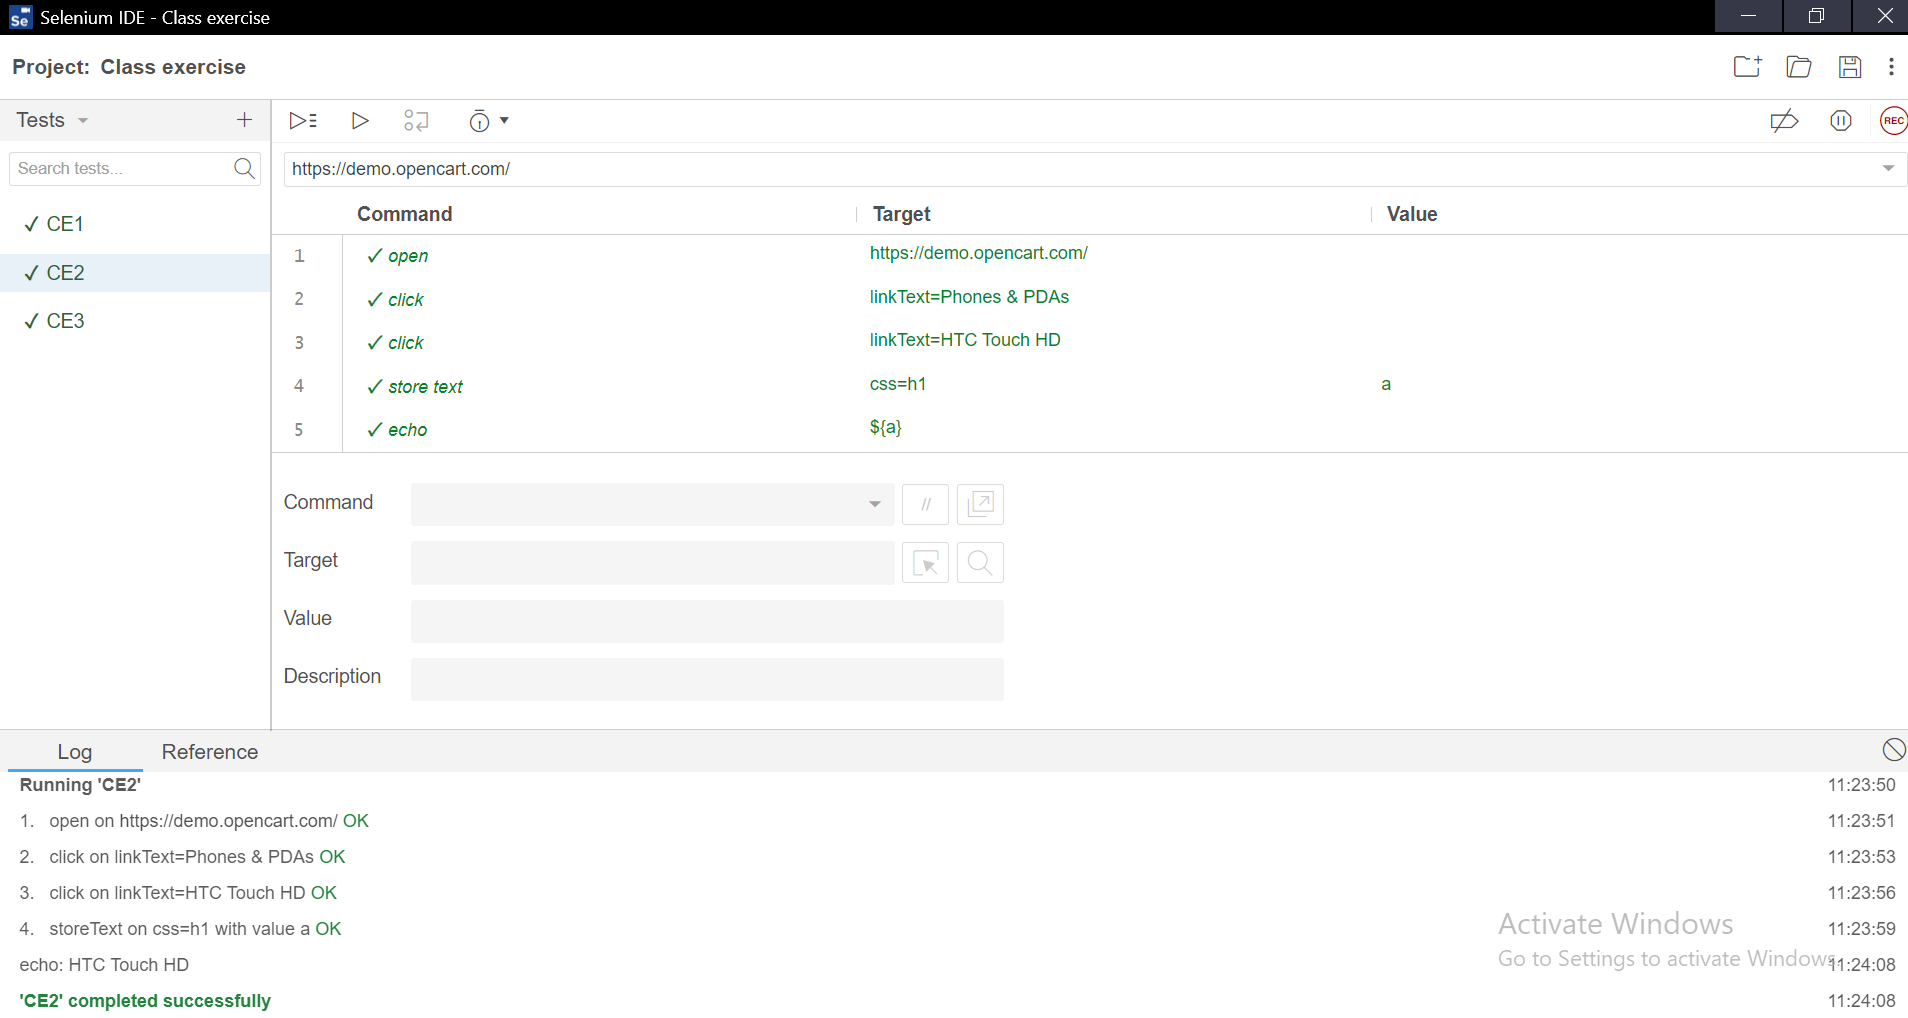 Se Selenium IDE - Class exercise
Project: Class exercise
Tests
REC
Search tests...
https://demo.opencart.com/
Command Target Value
✓ CE1
✓ CE2
✓ CE3
1 ✓ open https://demo.opencart.com/
2 ✓ click linkText=Phones & PDAs
3 ✓ click linkText=HTC Touch HD
4 ✓ store text css=h1 a
5 ✓ echo ${a}
Command //
Target
Value
Description
Log Reference
Running 'CE2' 11:23:50
1. open on https://demo.opencart.com/ OK 11:23:51
2. click on linkText=Phones & PDAs OK 11:23:53
3. click on linkText=HTC Touch HD OK 11:23:56
4. storeText on css=h1 with value a OK 11:23:59
echo: HTC Touch HD 11:24:08
'CE2' completed successfully 11:24:08
Activate Windows
Go to Settings to activate Windows.